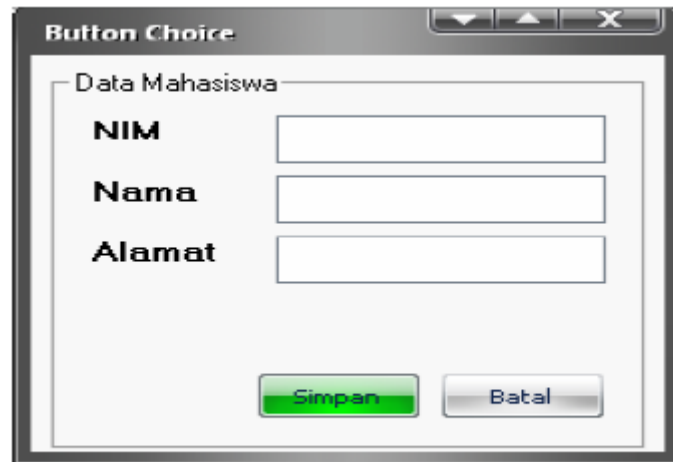 Button Choice
Data Mahasiswa
NIM
Nama
Alamat
Simpan Batal